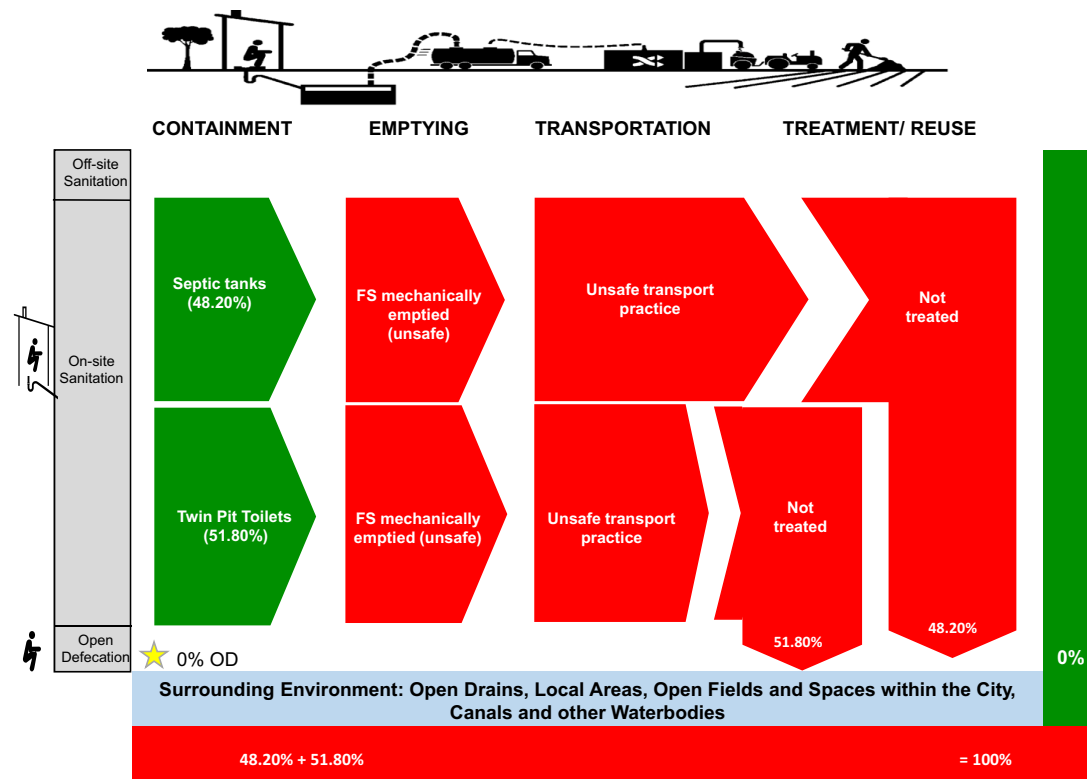 CONTAINMENT
EMPTYING
TRANSPORTATION
TREATMENT/ REUSE
Off-site
Sanitation
Septic tanks
(48.20%)
FS mechanically
emptied
(unsafe)
Unsafe transport
practice
Not
treated
On-site
Sanitation
Twin Pit Toilets
(51.80%)
FS mechanically
emptied (unsafe)
Unsafe transport
practice
Not
treated
51.80%
48.20%
Open
Defecation
0% OD
0%
Surrounding Environment: Open Drains, Local Areas, Open Fields and Spaces within the City,
Canals and other Waterbodies
48.20% + 51.80%
= 100%